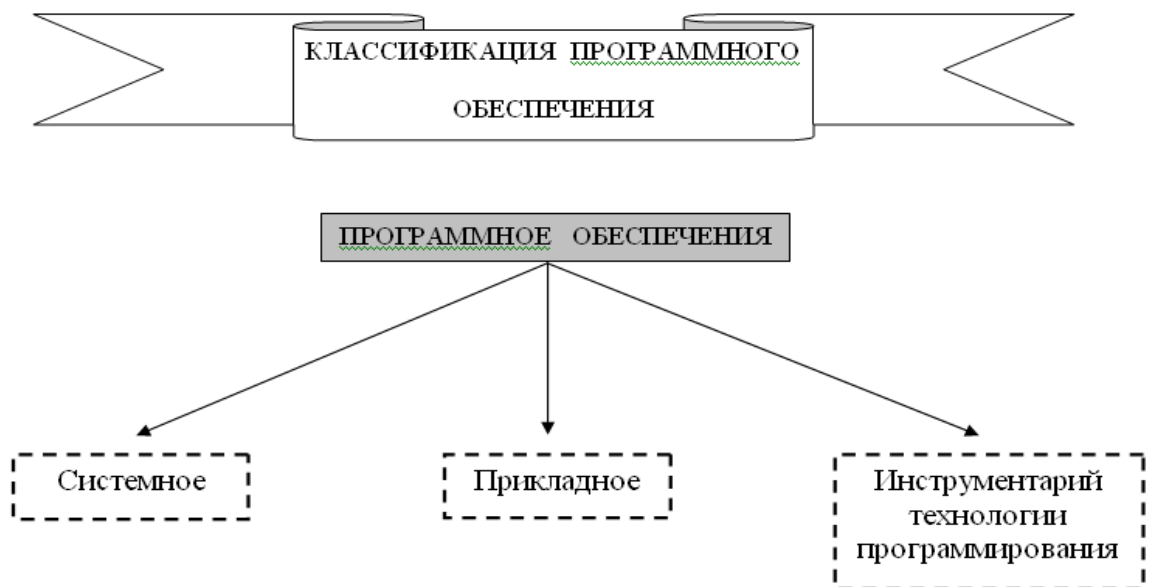 КЛАССИФИКАЦИЯ ПРОГРАММНОГО
ОБЕСПЕЧЕНИЯ
ПРОГРАММНОЕ ОБЕСПЕЧЕНИЯ
Системное
Прикладное
Инструментарий
технологии
программирования